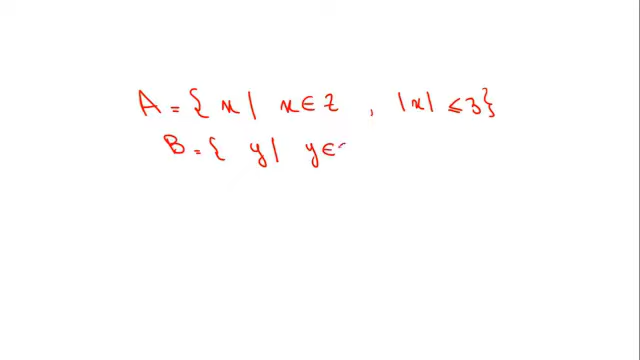 A = { x | x ∈ Z , |x| ≤ 3}
B = { y | y ∈